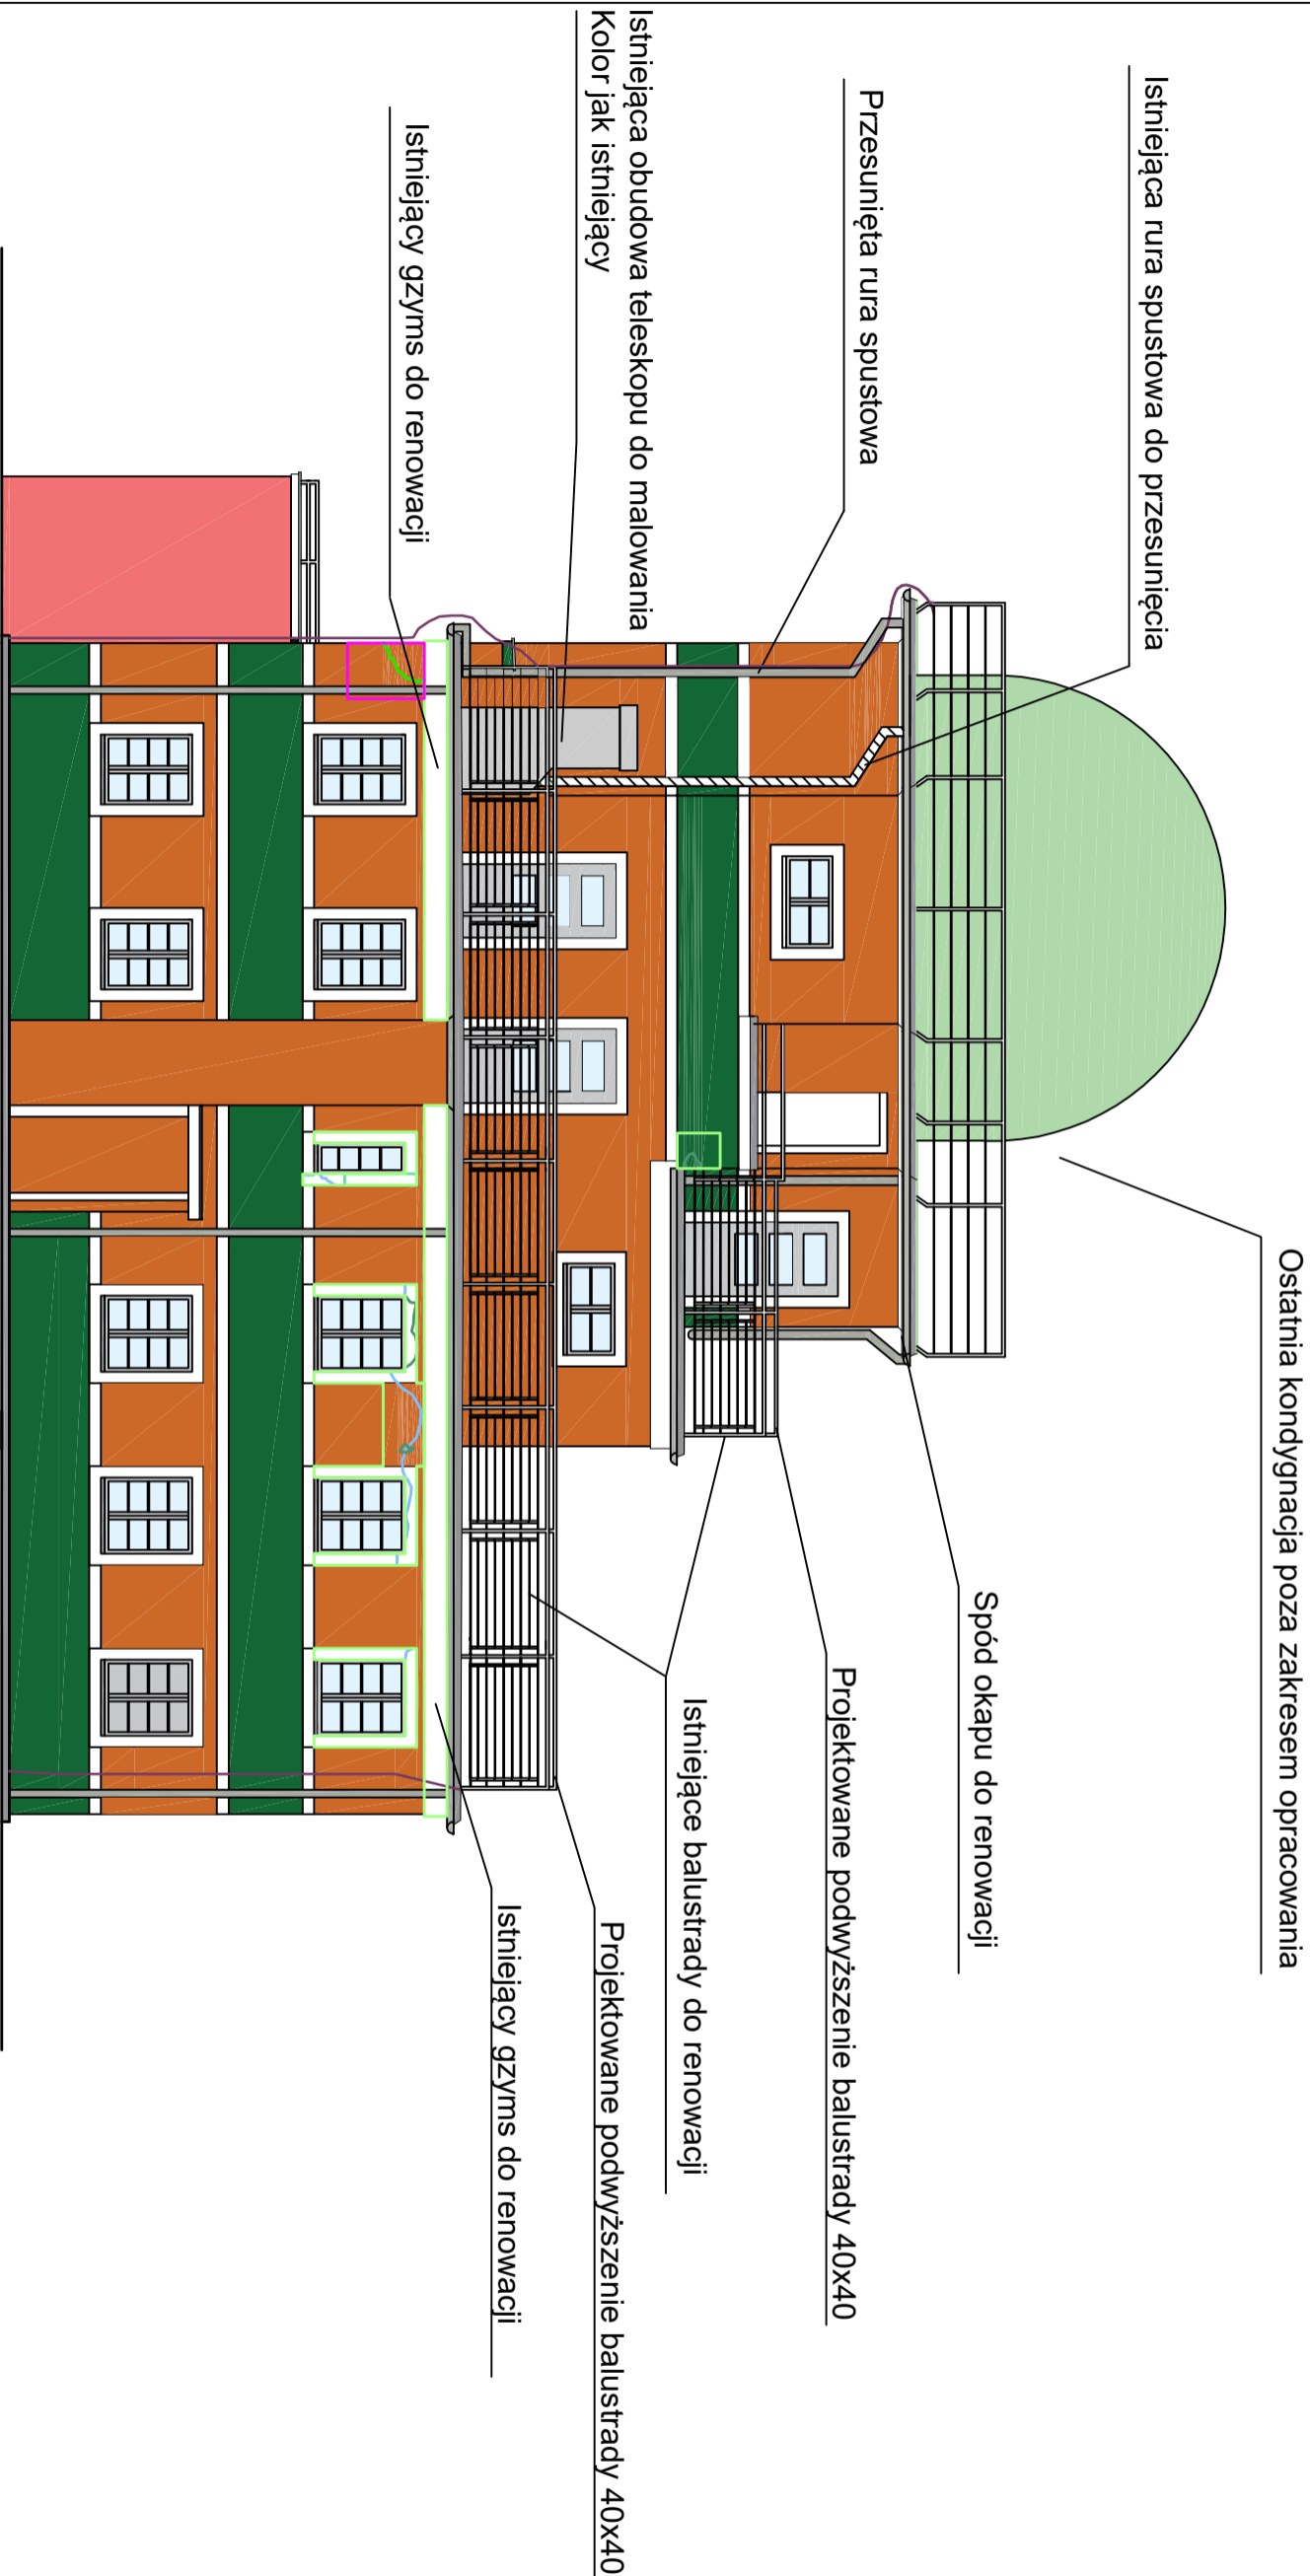 Ostatnia kondygnacja poza zakresem opracowania
Istniejąca rura spustowa do przesunięcia
Spód okapu do renowacji
Przesunięta rura spustowa
Projektowane podwyższenie balustrady 40x40
Istniejące balustrady do renowacji
Istniejąca obudowa teleskopu do malowania
Kolor jak istniejący
Projektowane podwyższenie balustrady 40x40
Istniejący gzyms do renowacji
Istniejący gzyms do renowacji